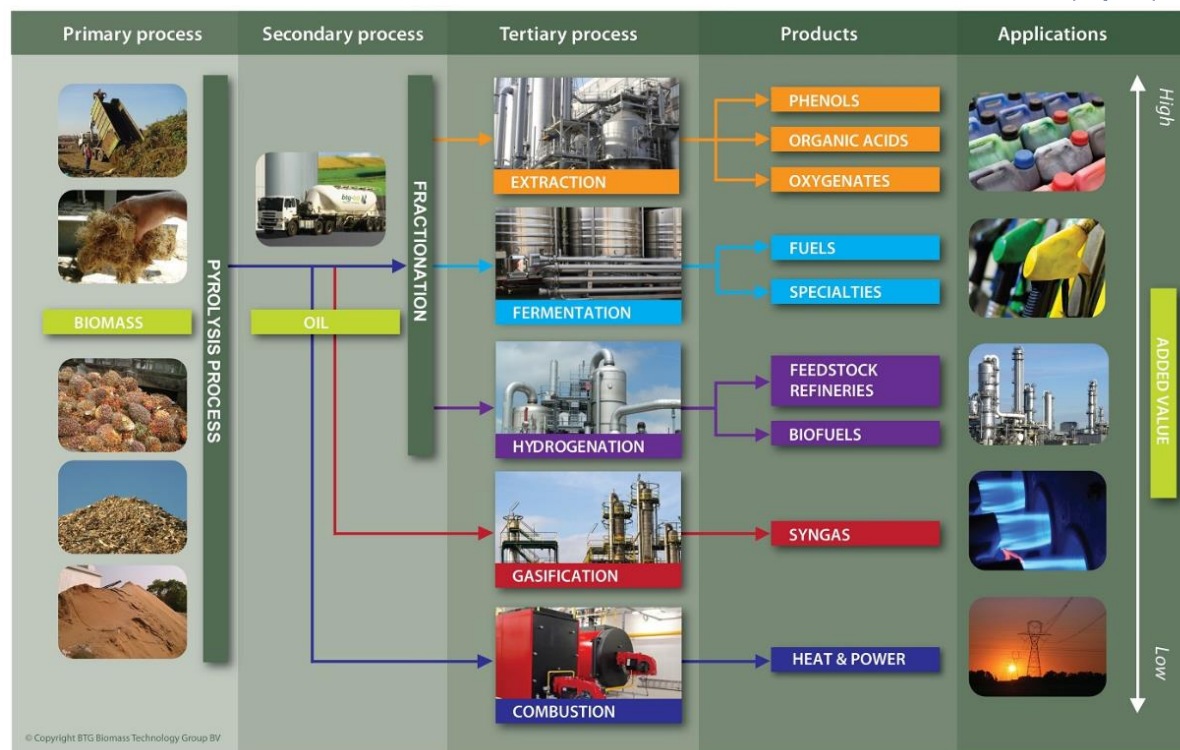 Primary process
Secondary process
Tertiary process
Products
Applications
BIOMASS
PYROLYSIS PROCESS
OIL
FRACTIONATION
EXTRACTION
FERMENTATION
HYDROGENATION
GASIFICATION
COMBUSTION
PHENOLS
ORGANIC ACIDS
OXYGENATES
FUELS
SPECIALTIES
FEEDSTOCK
REFINERIES
BIOFUELS
SYNGAS
HEAT & POWER
High
ADDED VALUE
Low
© Copyright BTG Biomass Technology Group BV